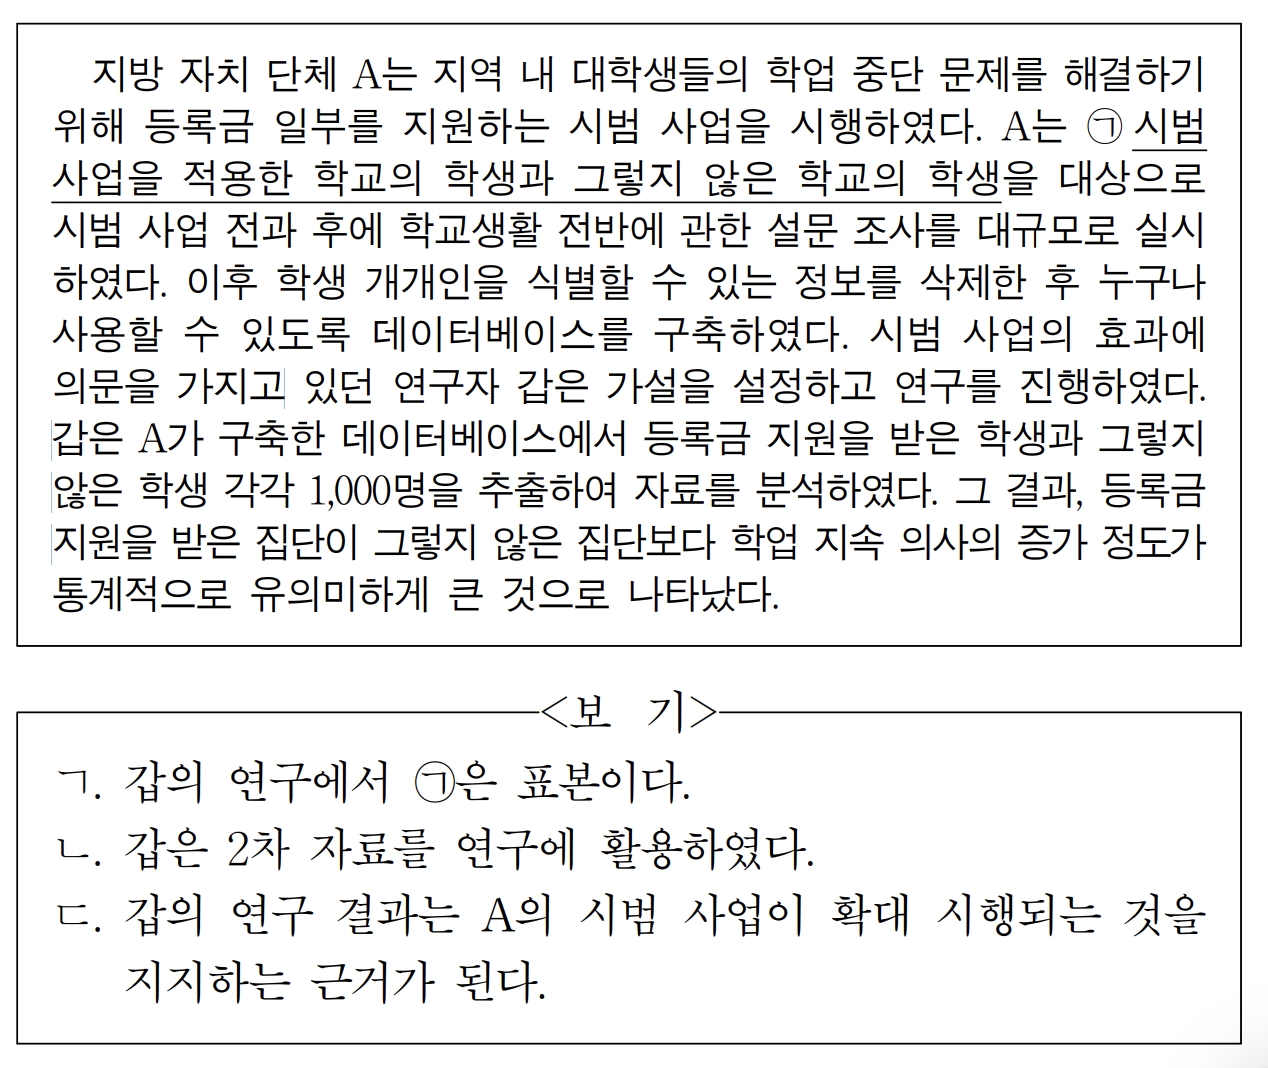 지방 자치 단체 A는 지역 내 대학생들의 학업 중단 문제를 해결하기
위해 등록금 일부를 지원하는 시범 사업을 시행하였다. A는 ㉠시범
사업을 적용한 학교의 학생과 그렇지 않은 학교의 학생을 대상으로
시범 사업 전과 후에 학교생활 전반에 관한 설문 조사를 대규모로 실시
하였다. 이후 학생 개개인을 식별할 수 있는 정보를 삭제한 후 누구나
사용할 수 있도록 데이터베이스를 구축하였다. 시범 사업의 효과에
의문을 가지고 있던 연구자 갑은 가설을 설정하고 연구를 진행하였다.
갑은 A가 구축한 데이터베이스에서 등록금 지원을 받은 학생과 그렇지
않은 학생 각각 1,000명을 추출하여 자료를 분석하였다. 그 결과, 등록금
지원을 받은 집단이 그렇지 않은 집단보다 학업 지속 의사의 증가 정도가
통계적으로 유의미하게 큰 것으로 나타났다.
<보 기>
ㄱ. 갑의 연구에서 ㉠은 표본이다.
ㄴ. 갑은 2차 자료를 연구에 활용하였다.
ㄷ. 갑의 연구 결과는 A의 시범 사업이 확대 시행되는 것을
지지하는 근거가 된다.